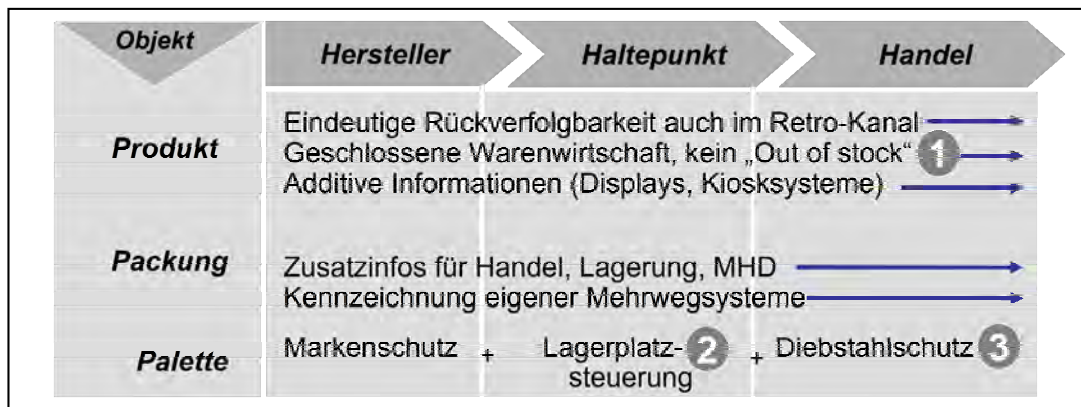 Objekt
Hersteller Haltepunkt Handel
Produkt
Eindeutige Rückverfolgbarkeit auch im Retro-Kanal
Geschlossene Warenwirtschaft, kein „Out of stock“ 1
Additive Informationen (Displays, Kiosksysteme)
Packung
Zusatzinfos für Handel, Lagerung, MHD
Kennzeichnung eigener Mehrwegsysteme
Palette
Markenschutz + Lagerplatz- 2 + Diebstahlschutz 3
steuerung